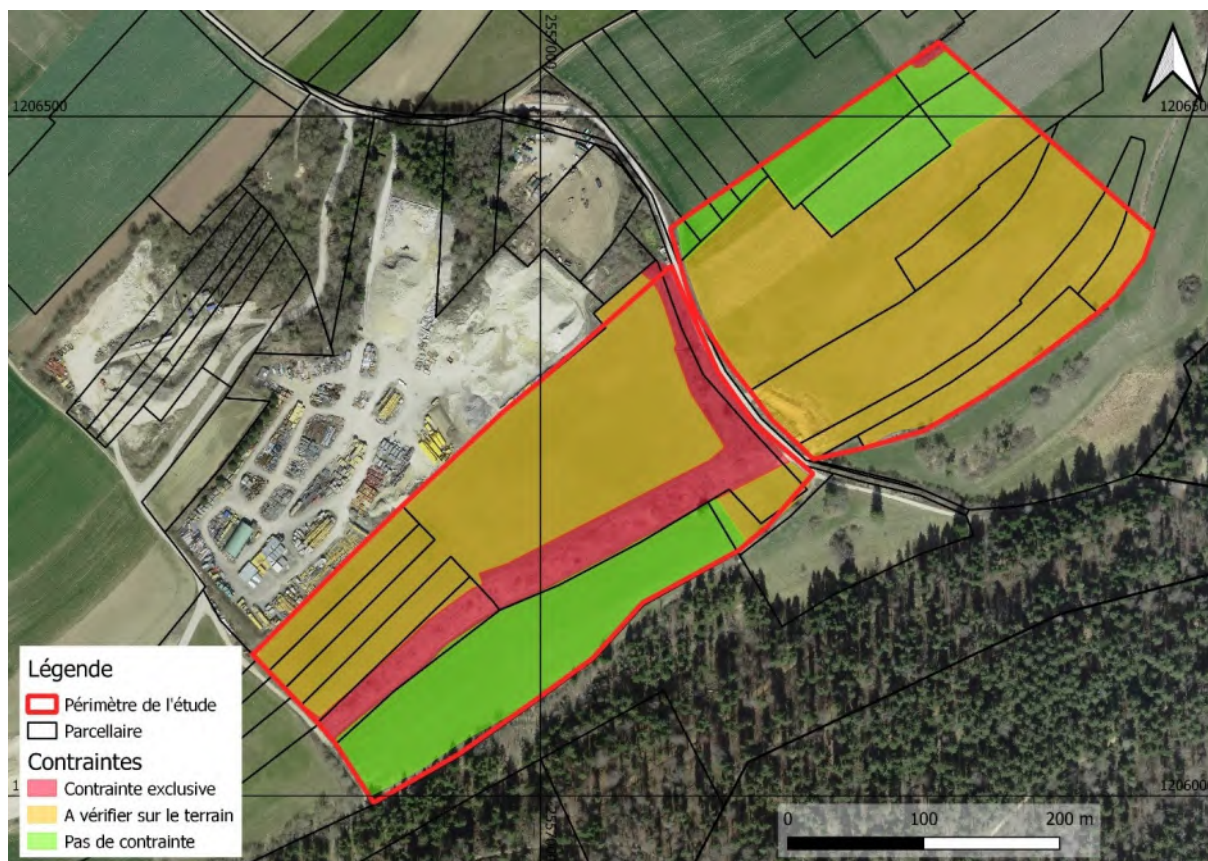 2557000
1206500
1206500
Légende
Périmètre de l'étude
Parcellaire
Contraintes
Contrainte exclusive
A vérifier sur le terrain
Pas de contrainte
1206000
0 100 200 m